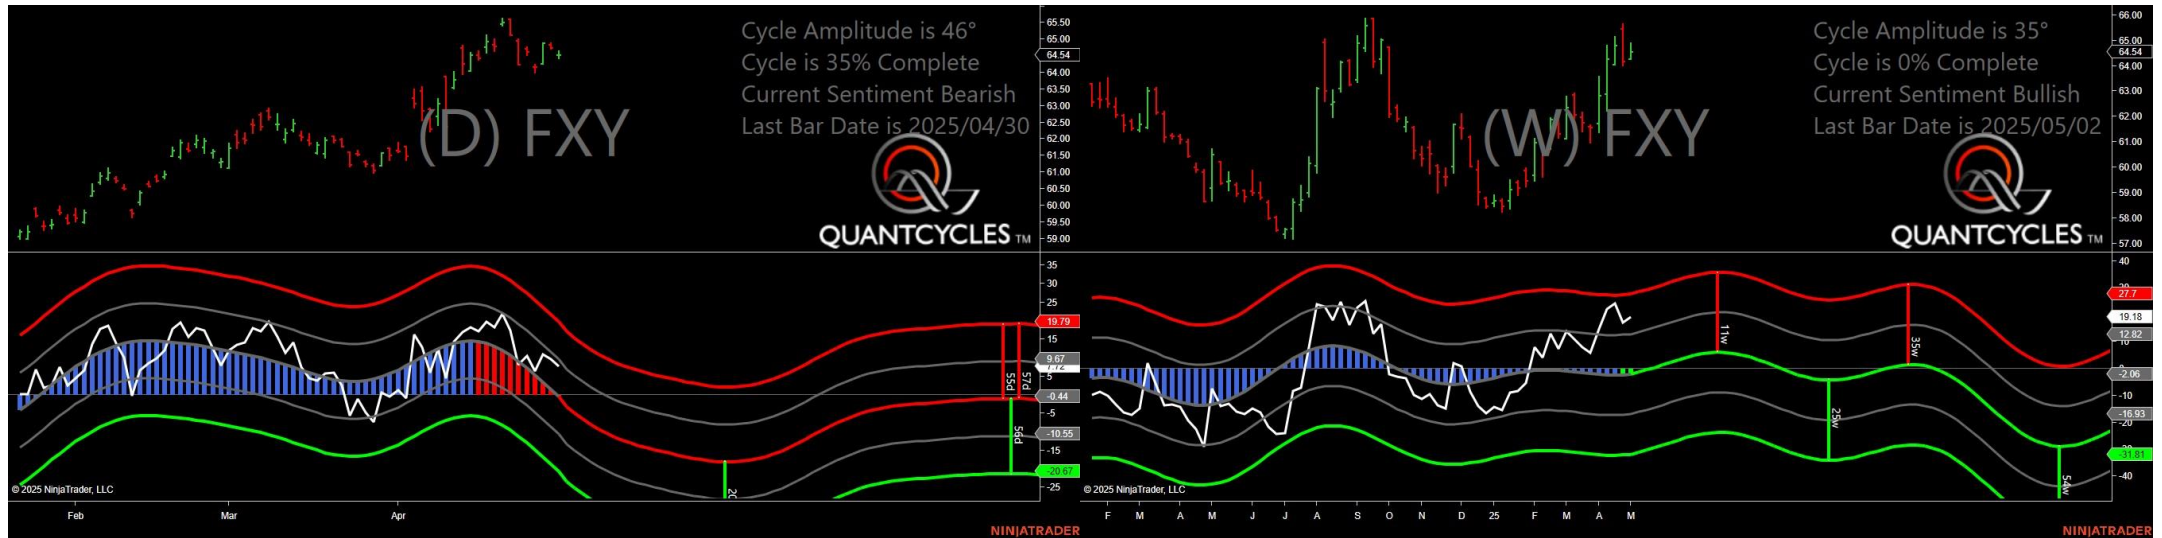 Cycle Amplitude is 46°
Cycle is 35% Complete
Current Sentiment Bearish
Last Bar Date is 2025/04/30
(D) FXY
QUANTCYCLES TM
65.50
65.00
64.54
64.00
63.50
63.00
62.50
62.00
61.50
61.00
60.50
60.00
59.50
59.00
35
30
25
19.79
15
9.67
7.72
5
-0.44
-5
-10.55
-15
-20.67
-25
55d
57d
56d
© 2025 NinjaTrader, LLC
Feb Mar Apr
NINJATRADER
Cycle Amplitude is 35°
Cycle is 0% Complete
Current Sentiment Bullish
Last Bar Date is 2025/05/02
(W) FXY
QUANTCYCLES TM
66.00
65.00
64.54
64.00
63.00
62.00
61.00
60.00
59.00
58.00
57.00
40
27.7
19.18
12.82
-2.06
-10
-16.93
-20
-31.81
-40
11w
35w
25w
54w
© 2025 NinjaTrader, LLC
F M A M J J A S O N D 25 F M A M
NINJATRADER